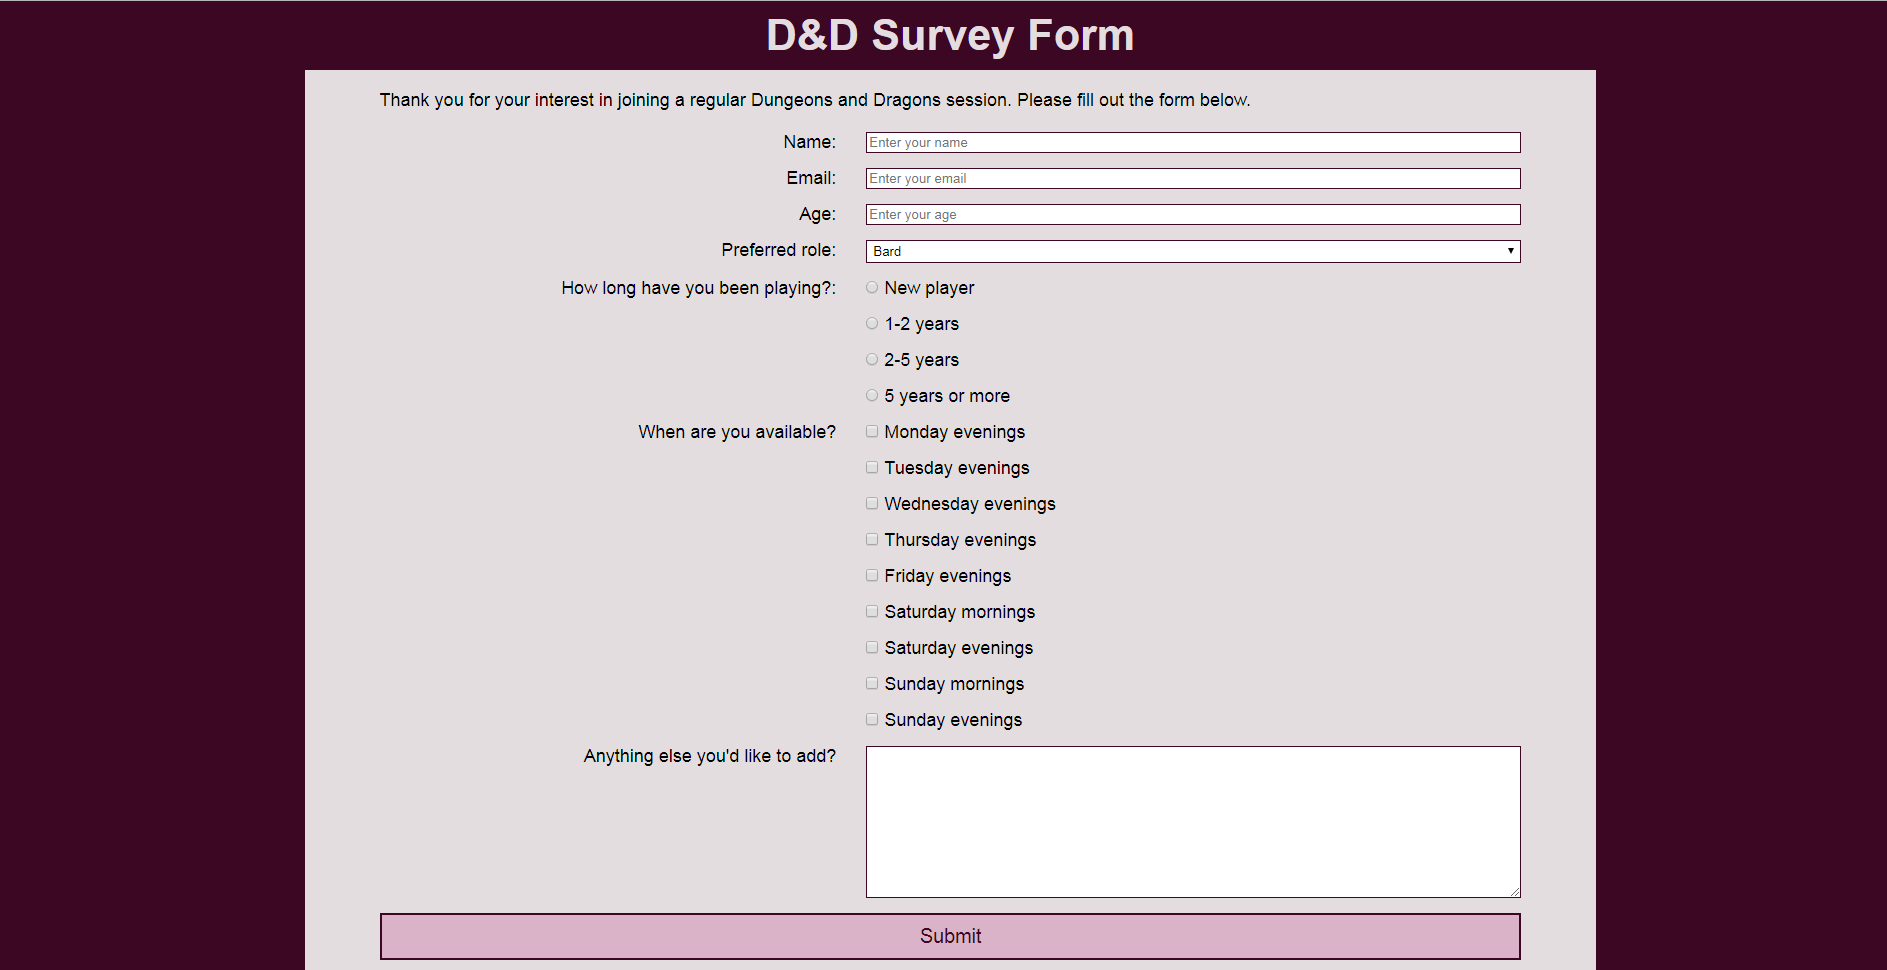 D&D Survey Form
Thank you for your interest in joining a regular Dungeons and Dragons session. Please fill out the form below.
Name: Enter your name
Email: Enter your email
Age: Enter your age
Preferred role: Bard
How long have you been playing?: New player
1-2 years
2-5 years
5 years or more
When are you available? Monday evenings
Tuesday evenings
Wednesday evenings
Thursday evenings
Friday evenings
Saturday mornings
Saturday evenings
Sunday mornings
Sunday evenings
Anything else you'd like to add?
Submit